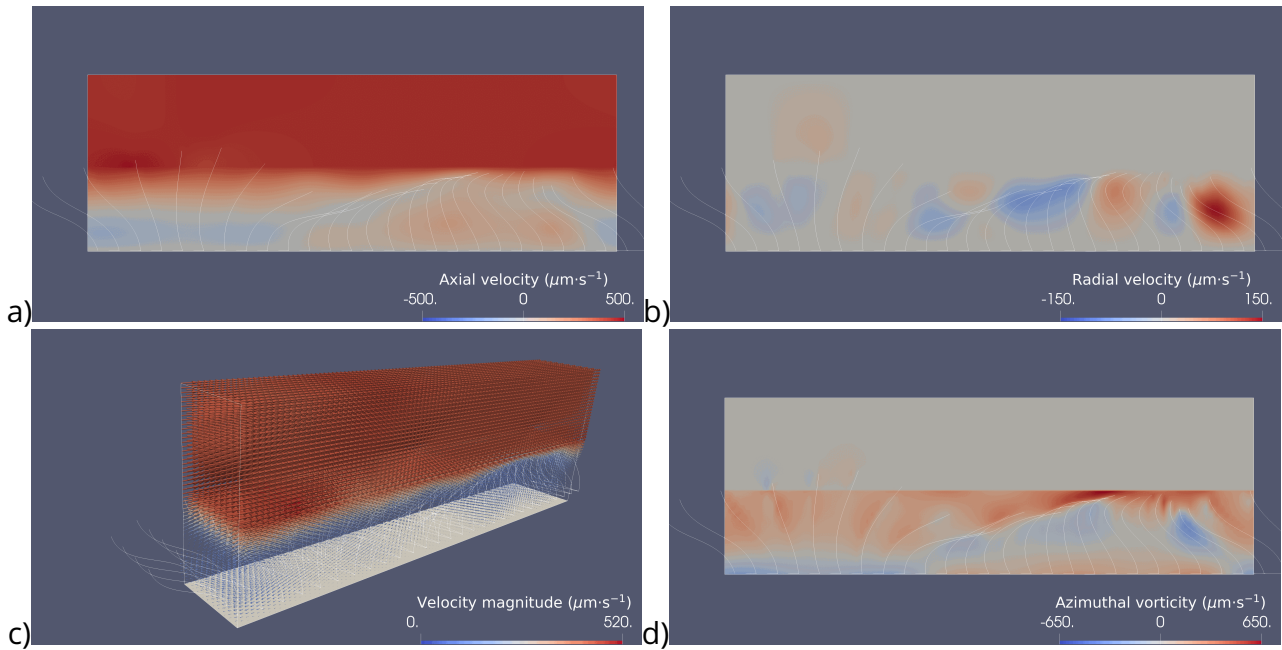 Axial velocity (μm·s⁻¹)
-500. 0 500.
a)
Radial velocity (μm·s⁻¹)
-150. 0 150.
b)
Velocity magnitude (μm·s⁻¹)
0. 520.
c)
Azimuthal vorticity (μm·s⁻¹)
-650. 0 650.
d)